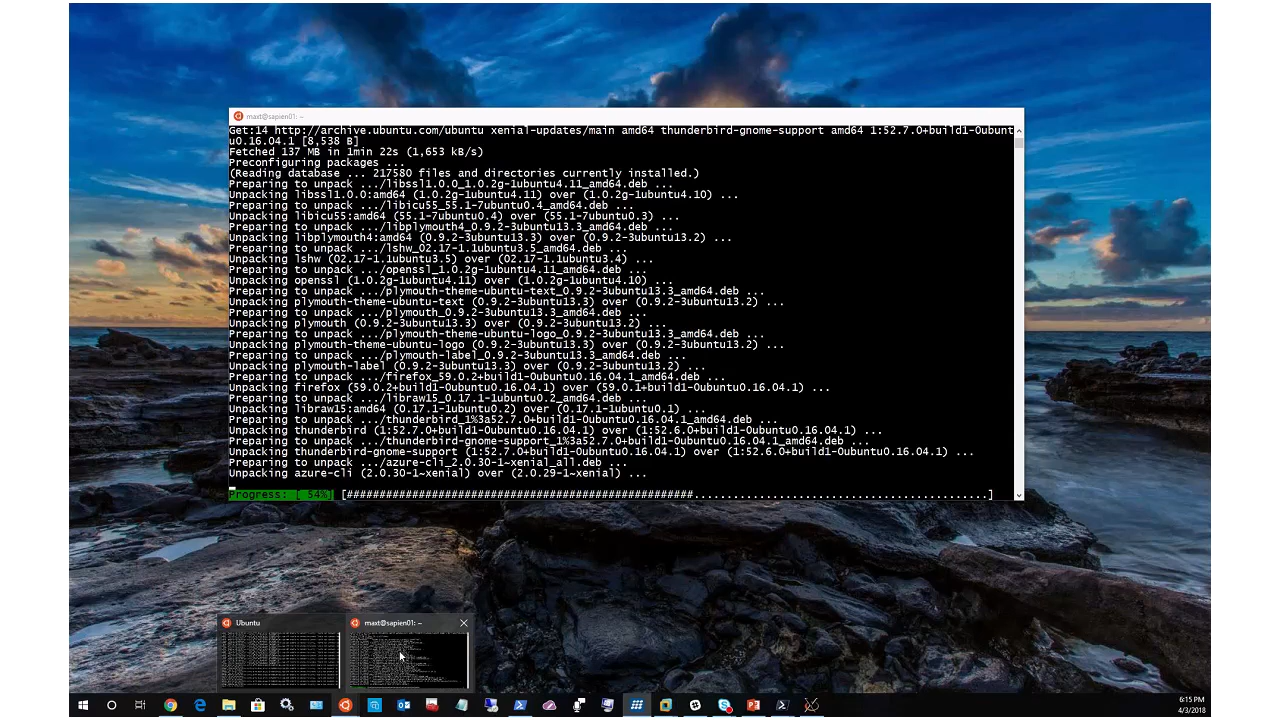 maxt@sapien01: ~
Get:14 http://archive.ubuntu.com/ubuntu xenial-updates/main amd64 thunderbird-gnome-support amd64 1:52.7.0+build1-0ubunt
u0.16.04.1 [8,538 B]
Fetched 137 MB in 1min 22s (1,653 kB/s)
Preconfiguring packages ...
(Reading database ... 217580 files and directories currently installed.)
Preparing to unpack .../libssl1.0.0_1.0.2g-1ubuntu4.11_amd64.deb ...
Unpacking libssl1.0.0:amd64 (1.0.2g-1ubuntu4.11) over (1.0.2g-1ubuntu4.10) ...
Preparing to unpack .../libicu55_55.1-7ubuntu0.4_amd64.deb ...
Unpacking libicu55:amd64 (55.1-7ubuntu0.4) over (55.1-7ubuntu0.3) ...
Preparing to unpack .../libplymouth4_0.9.2-3ubuntu13.3_amd64.deb ...
Unpacking libplymouth4:amd64 (0.9.2-3ubuntu13.3) over (0.9.2-3ubuntu13.2) ...
Preparing to unpack .../lshw_02.17-1.1ubuntu3.5_amd64.deb ...
Unpacking lshw (02.17-1.1ubuntu3.5) over (02.17-1.1ubuntu3.4) ...
Preparing to unpack .../openssl_1.0.2g-1ubuntu4.11_amd64.deb ...
Unpacking openssl (1.0.2g-1ubuntu4.11) over (1.0.2g-1ubuntu4.10) ...
Preparing to unpack .../plymouth-theme-ubuntu-text_0.9.2-3ubuntu13.3_amd64.deb ...
Unpacking plymouth-theme-ubuntu-text (0.9.2-3ubuntu13.3) over (0.9.2-3ubuntu13.2) ...
Preparing to unpack .../plymouth_0.9.2-3ubuntu13.3_amd64.deb ...
Unpacking plymouth (0.9.2-3ubuntu13.3) over (0.9.2-3ubuntu13.2) ...
Preparing to unpack .../plymouth-theme-ubuntu-logo_0.9.2-3ubuntu13.3_amd64.deb ...
Unpacking plymouth-theme-ubuntu-logo (0.9.2-3ubuntu13.3) over (0.9.2-3ubuntu13.2) ...
Preparing to unpack .../plymouth-label_0.9.2-3ubuntu13.3_amd64.deb ...
Unpacking plymouth-label (0.9.2-3ubuntu13.3) over (0.9.2-3ubuntu13.2) ...
Preparing to unpack .../firefox_59.0.2+build1-0ubuntu0.16.04.1_amd64.deb ...
Unpacking firefox (59.0.2+build1-0ubuntu0.16.04.1) over (59.0.1+build1-0ubuntu0.16.04.1) ...
Preparing to unpack .../libraw15_0.17.1-1ubuntu0.2_amd64.deb ...
Unpacking libraw15:amd64 (0.17.1-1ubuntu0.2) over (0.17.1-1ubuntu0.1) ...
Preparing to unpack .../thunderbird_1%3a52.7.0+build1-0ubuntu0.16.04.1_amd64.deb ...
Unpacking thunderbird (1:52.7.0+build1-0ubuntu0.16.04.1) over (1:52.6.0+build1-0ubuntu0.16.04.1) ...
Preparing to unpack .../thunderbird-gnome-support_1%3a52.7.0+build1-0ubuntu0.16.04.1_amd64.deb ...
Unpacking thunderbird-gnome-support (1:52.7.0+build1-0ubuntu0.16.04.1) over (1:52.6.0+build1-0ubuntu0.16.04.1) ...
Preparing to unpack .../azure-cli_2.0.30-1~xenial_all.deb ...
Unpacking azure-cli (2.0.30-1~xenial) over (2.0.29-1~xenial) ...
Progress: [ 54%] [#####################################################.............................................]
Ubuntu
maxt@sapien01: ~
6:15 PM
4/3/2018